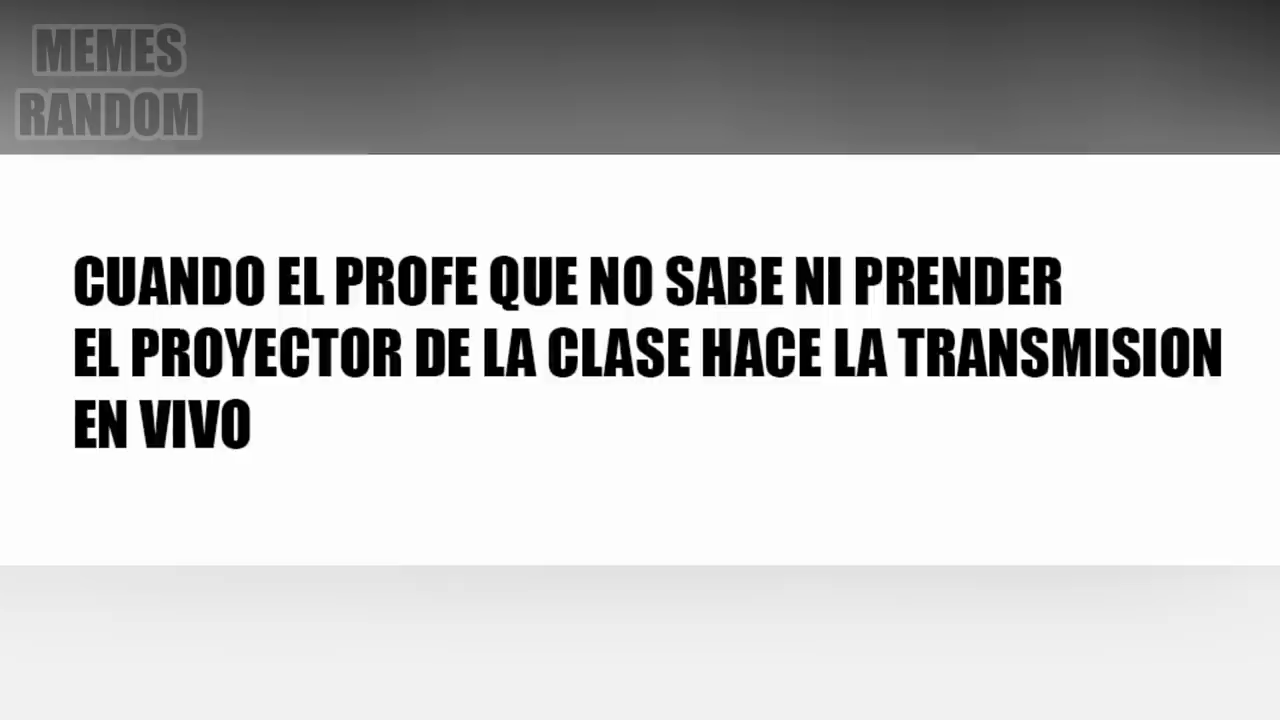 MEMES
RANDOM
CUANDO EL PROFE QUE NO SABE NI PRENDER
EL PROYECTOR DE LA CLASE HACE LA TRANSMISION
EN VIVO